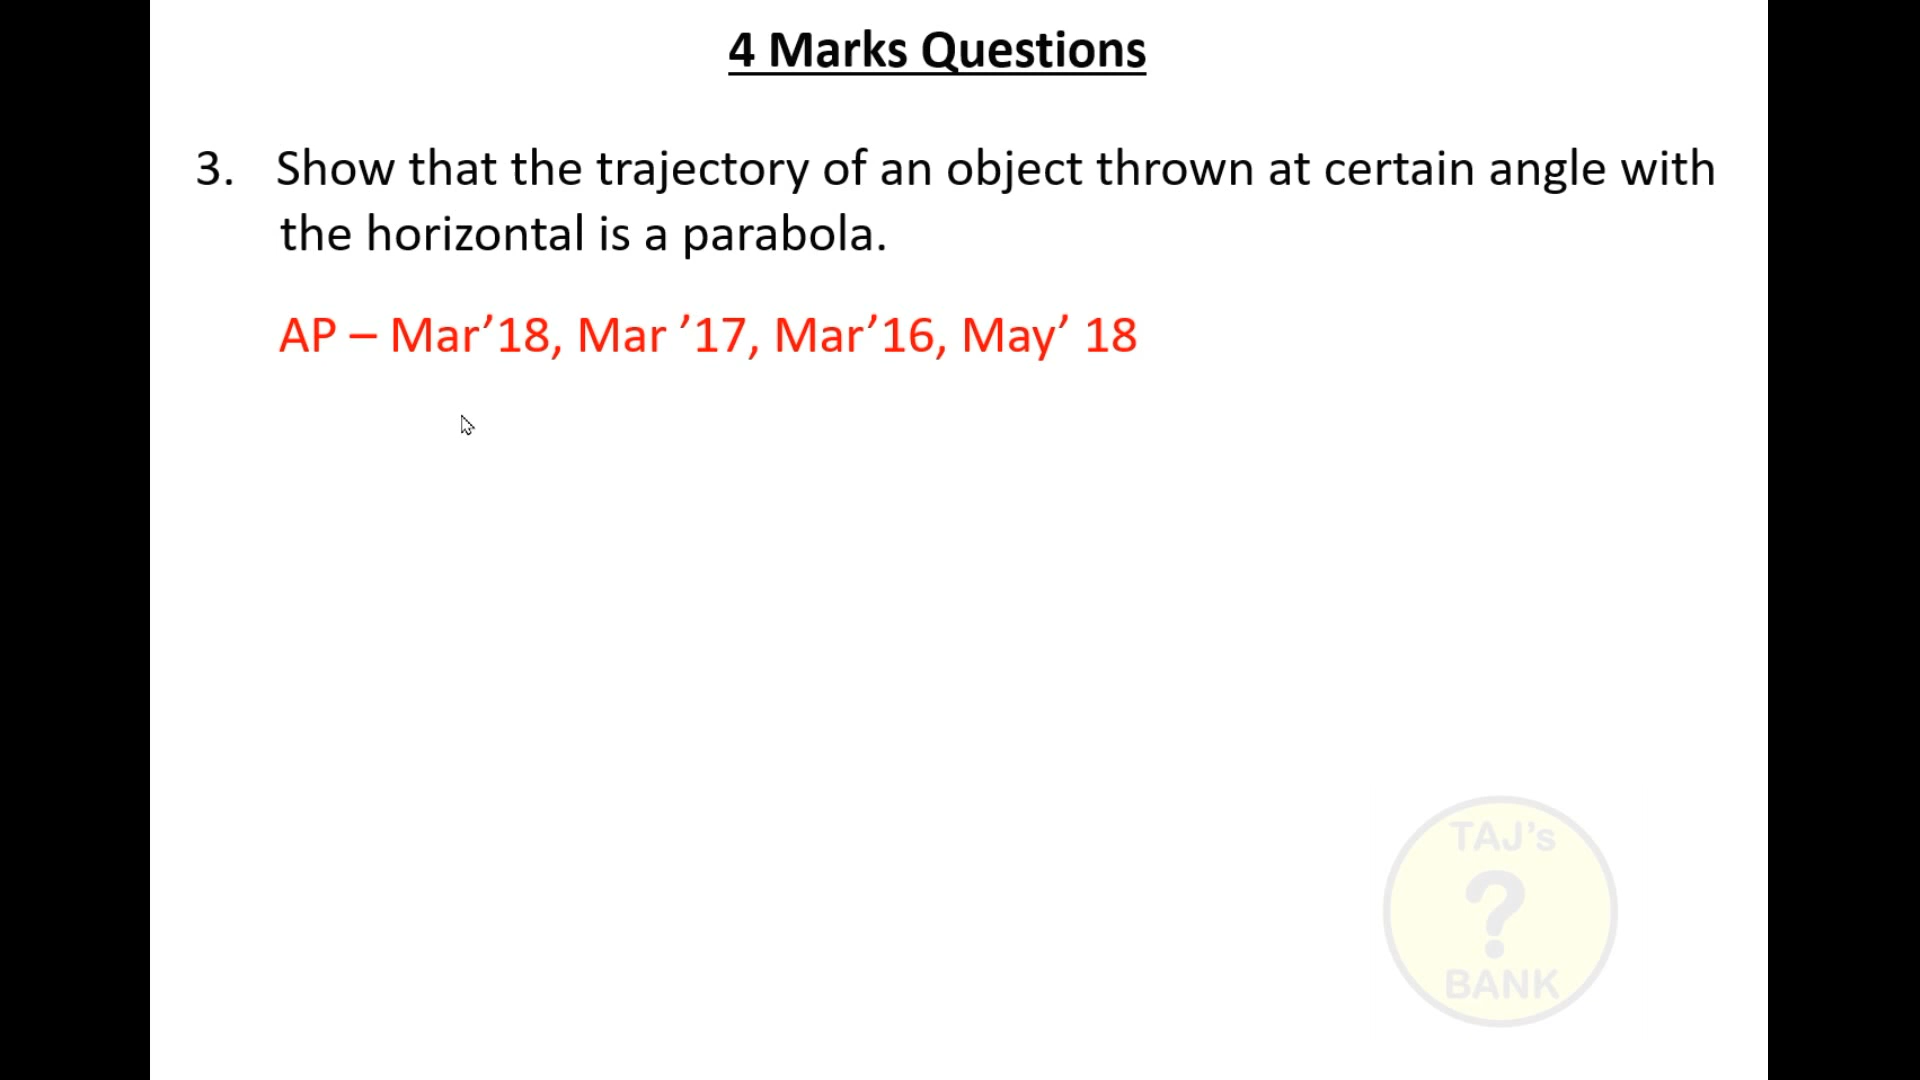 4 Marks Questions
3. Show that the trajectory of an object thrown at certain angle with
the horizontal is a parabola.
AP – Mar’18, Mar ’17, Mar’16, May’ 18
TAJ’s
?
BANK